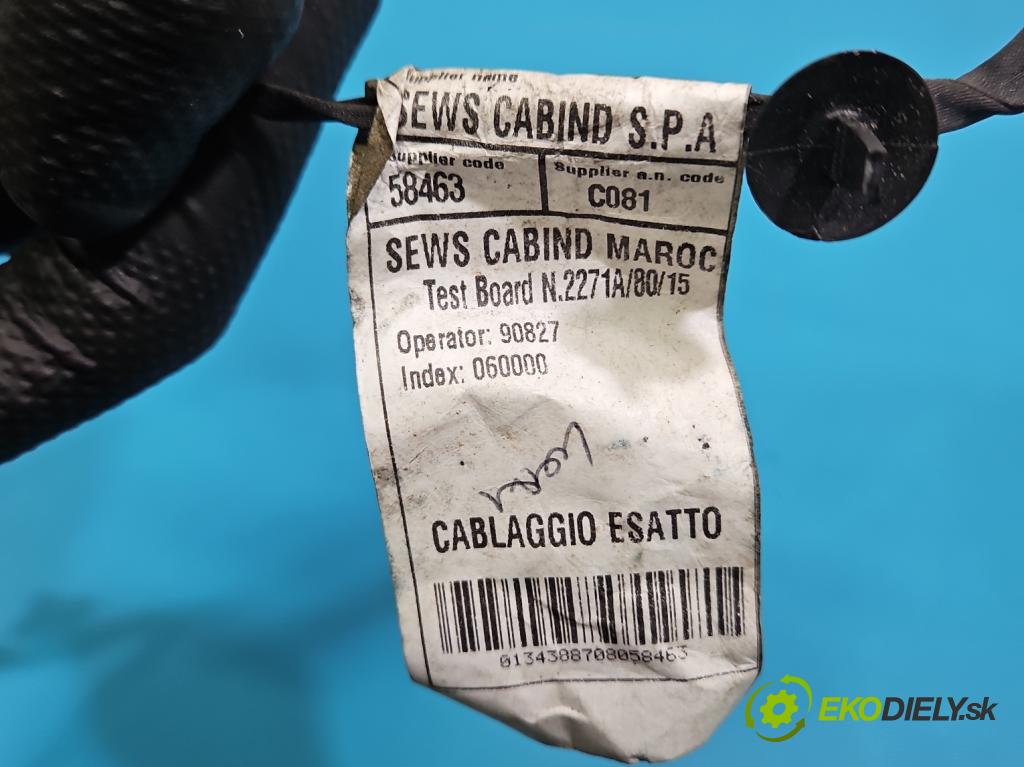 Supplier name
SEWS CABIND S.P.A
Supplier code
58463
Supplier a.n. code
C081
SEWS CABIND MAROC
Test Board N.2271A/80/15
Operator: 90827
Index: 060000
CABLAGGIO ESATTO
0134388708058463
EKODIELY.sk